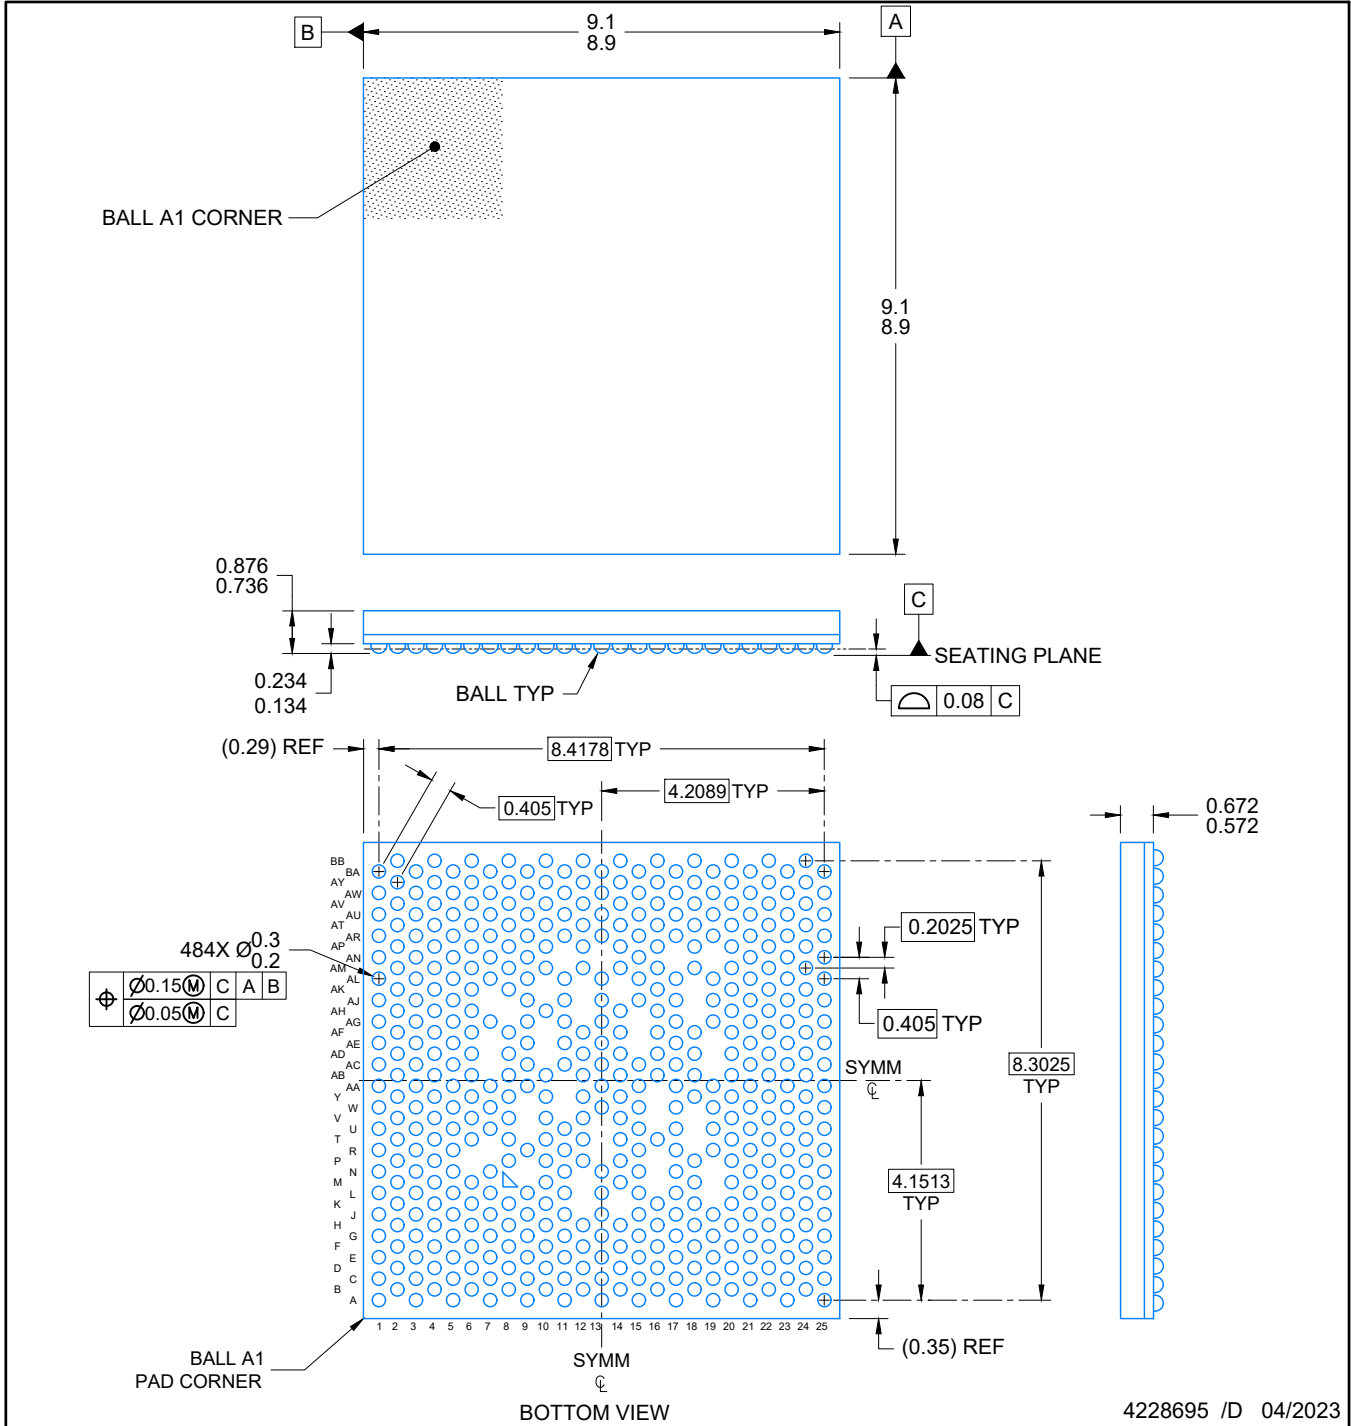 B
9.1
8.9
A
BALL A1 CORNER
9.1
8.9
0.876
0.736
C
SEATING PLANE
0.234
0.134
BALL TYP
0.08 C
(0.29) REF
8.4178 TYP
4.2089 TYP
0.405 TYP
0.672
0.572
BB
BA
AY
AW
AV
AU
AT
AR
AP
AN
AM
AL
AK
AJ
AH
AG
AF
AE
AD
AC
AB
AA
Y
W
V
U
T
R
P
N
M
L
K
J
H
G
F
E
D
C
B
A
484X Ø0.3
0.2
Ø0.15Ⓜ C A B
Ø0.05Ⓜ C
0.2025 TYP
0.405 TYP
SYMM
℄
8.3025
TYP
4.1513
TYP
1 2 3 4 5 6 7 8 9 10 11 12 13 14 15 16 17 18 19 20 21 22 23 24 25
(0.35) REF
BALL A1
PAD CORNER
SYMM
℄
BOTTOM VIEW
4228695 /D 04/2023